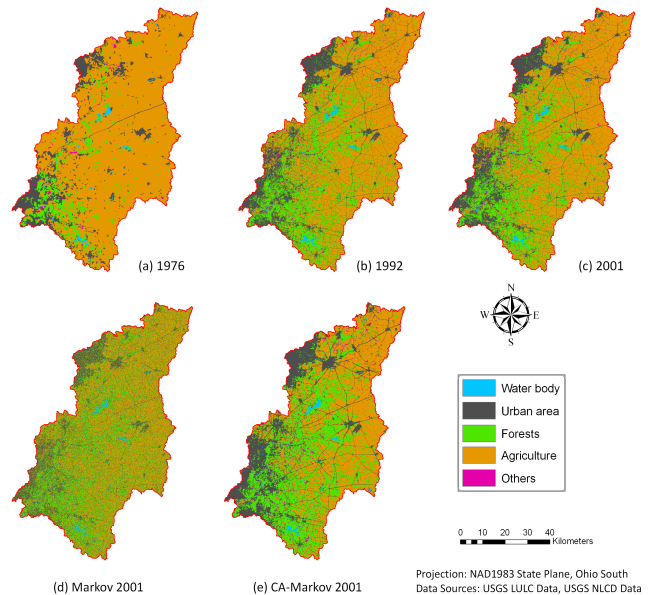 (a) 1976
(b) 1992
(c) 2001
N
W E
S
Water body
Urban area
Forests
Agriculture
Others
0 5 10 20 30 40
Kilometers
(d) Markov 2001
(e) CA-Markov 2001
Projection: NAD1983 State Plane, Ohio South
Data Sources: USGS LULC Data, USGS NLCD Data